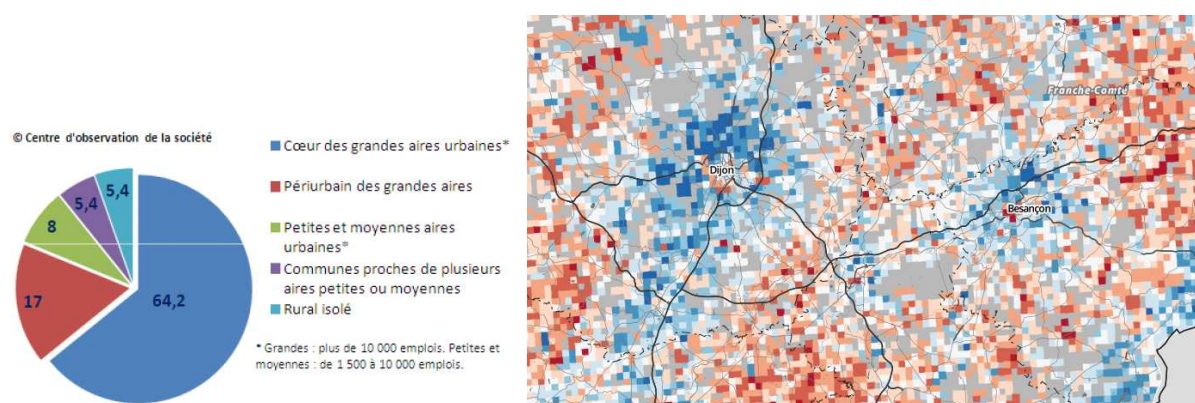 © Centre d'observation de la société
Cœur des grandes aires urbaines*
Périurbain des grandes aires
Petites et moyennes aires
urbaines*
Communes proches de plusieurs
aires petites ou moyennes
Rural isolé
* Grandes : plus de 10 000 emplois. Petites et
moyennes : de 1 500 à 10 000 emplois.
5,4
5,4
8
17
64,2
Franche-Comté
Dijon
Besançon